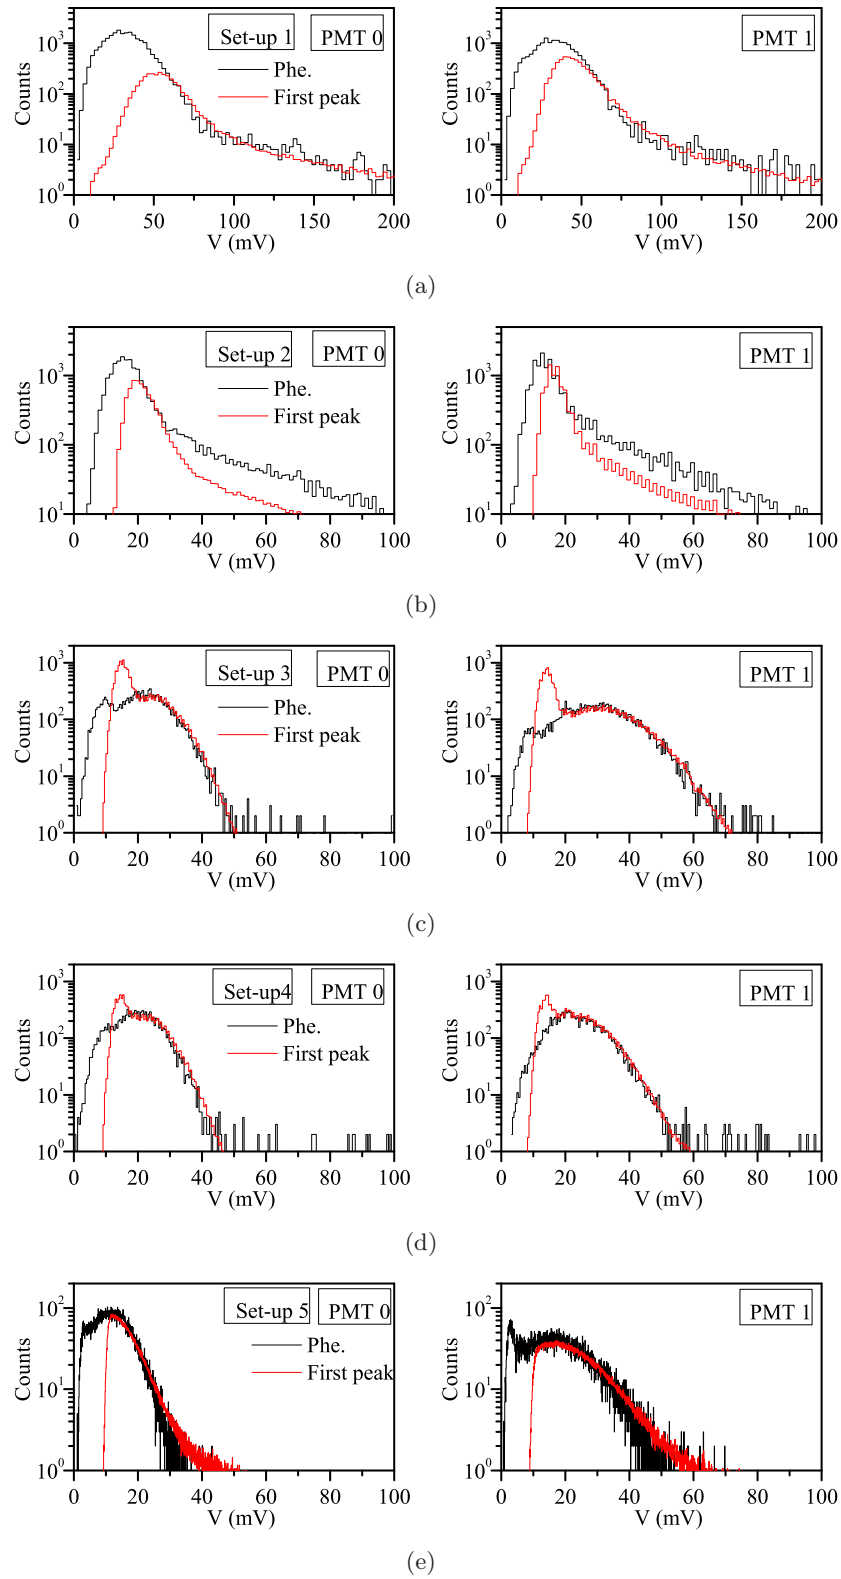 Set-up 1 PMT 0 PMT 1
10^3 10^3
Phe.
10^2 First peak 10^2
Counts Counts
10^1 10^1
10^0 10^0
0 50 100 150 200 0 50 100 150 200
V (mV) V (mV)
(a)
Set-up 2 PMT 0 PMT 1
10^3 10^3
Phe.
First peak
Counts Counts
10^2 10^2
10^1 10^1
0 20 40 60 80 100 0 20 40 60 80 100
V (mV) V (mV)
(b)
10^3 Set-up 3 PMT 0 10^3 PMT 1
Phe.
10^2 First peak 10^2
Counts Counts
10^1 10^1
10^0 10^0
0 20 40 60 80 100 0 20 40 60 80 100
V (mV) V (mV)
(c)
10^3 Set-up4 PMT 0 10^3 PMT 1
Phe.
10^2 First peak 10^2
Counts Counts
10^1 10^1
10^0 10^0
0 20 40 60 80 100 0 20 40 60 80 100
V (mV) V (mV)
(d)
10^2 Set-up 5 PMT 0 10^2 PMT 1
Phe.
First peak
Counts Counts
10^1 10^1
10^0 10^0
0 20 40 60 80 100 0 20 40 60 80 100
V (mV) V (mV)
(e)